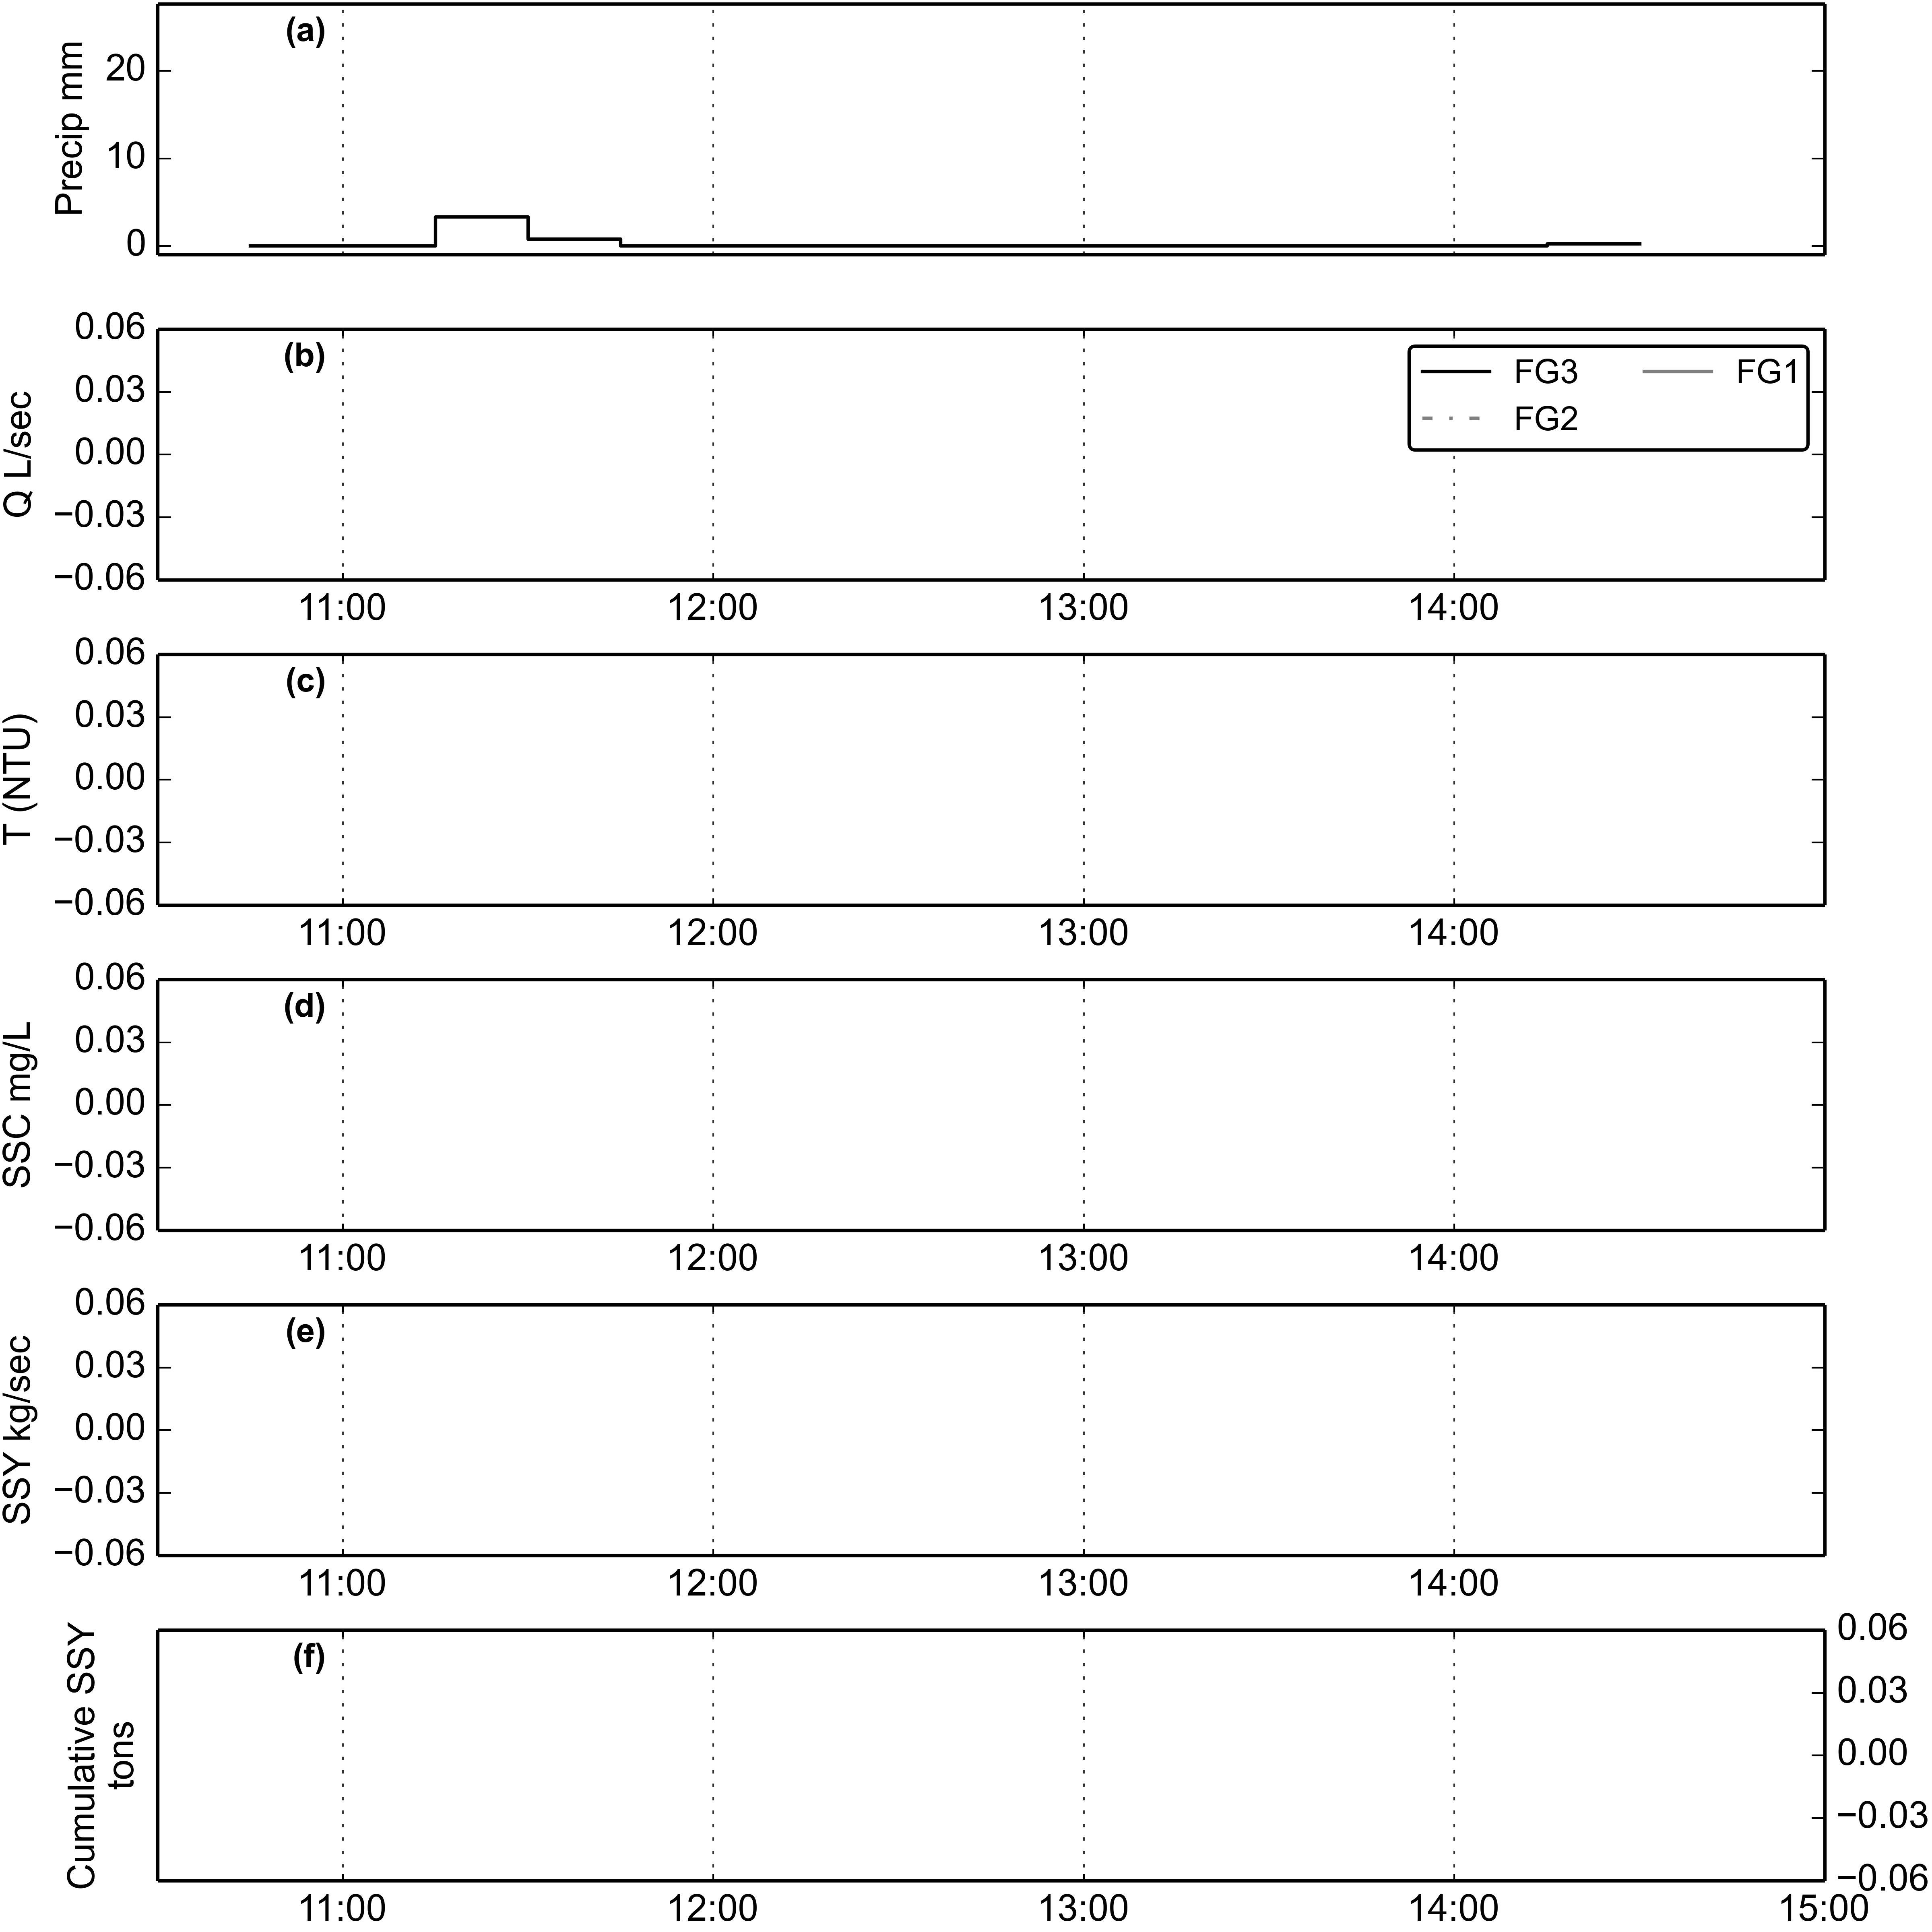 (a)
Precip mm
20
10
0
(b)
Q L/sec
0.06
0.03
0.00
−0.03
−0.06
FG3
FG1
FG2
11:00 12:00 13:00 14:00
(c)
T (NTU)
0.06
0.03
0.00
−0.03
−0.06
11:00 12:00 13:00 14:00
(d)
SSC mg/L
0.06
0.03
0.00
−0.03
−0.06
11:00 12:00 13:00 14:00
(e)
SSY kg/sec
0.06
0.03
0.00
−0.03
−0.06
11:00 12:00 13:00 14:00
(f)
Cumulative SSY
tons
0.06
0.03
0.00
−0.03
−0.06
11:00 12:00 13:00 14:00 15:00